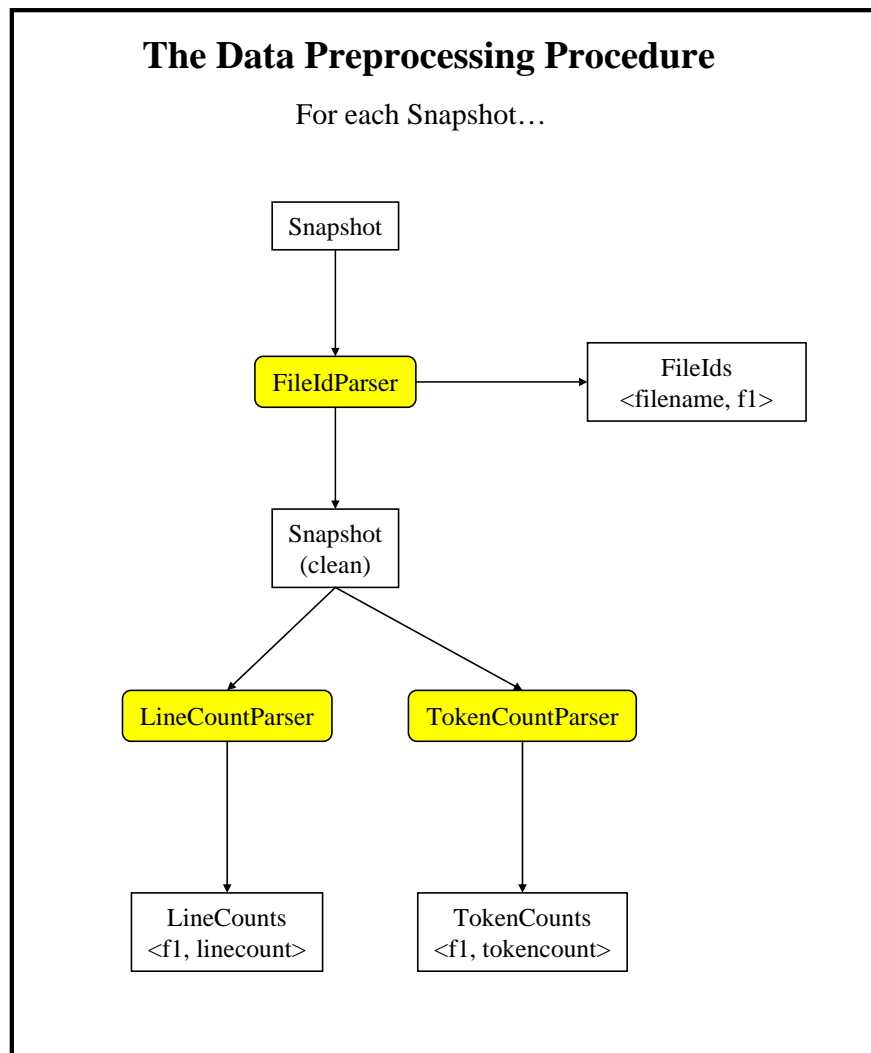 The Data Preprocessing Procedure
For each Snapshot…
Snapshot
FileIdParser
FileIds
<filename, f1>
Snapshot
(clean)
LineCountParser
TokenCountParser
LineCounts
<f1, linecount>
TokenCounts
<f1, tokencount>